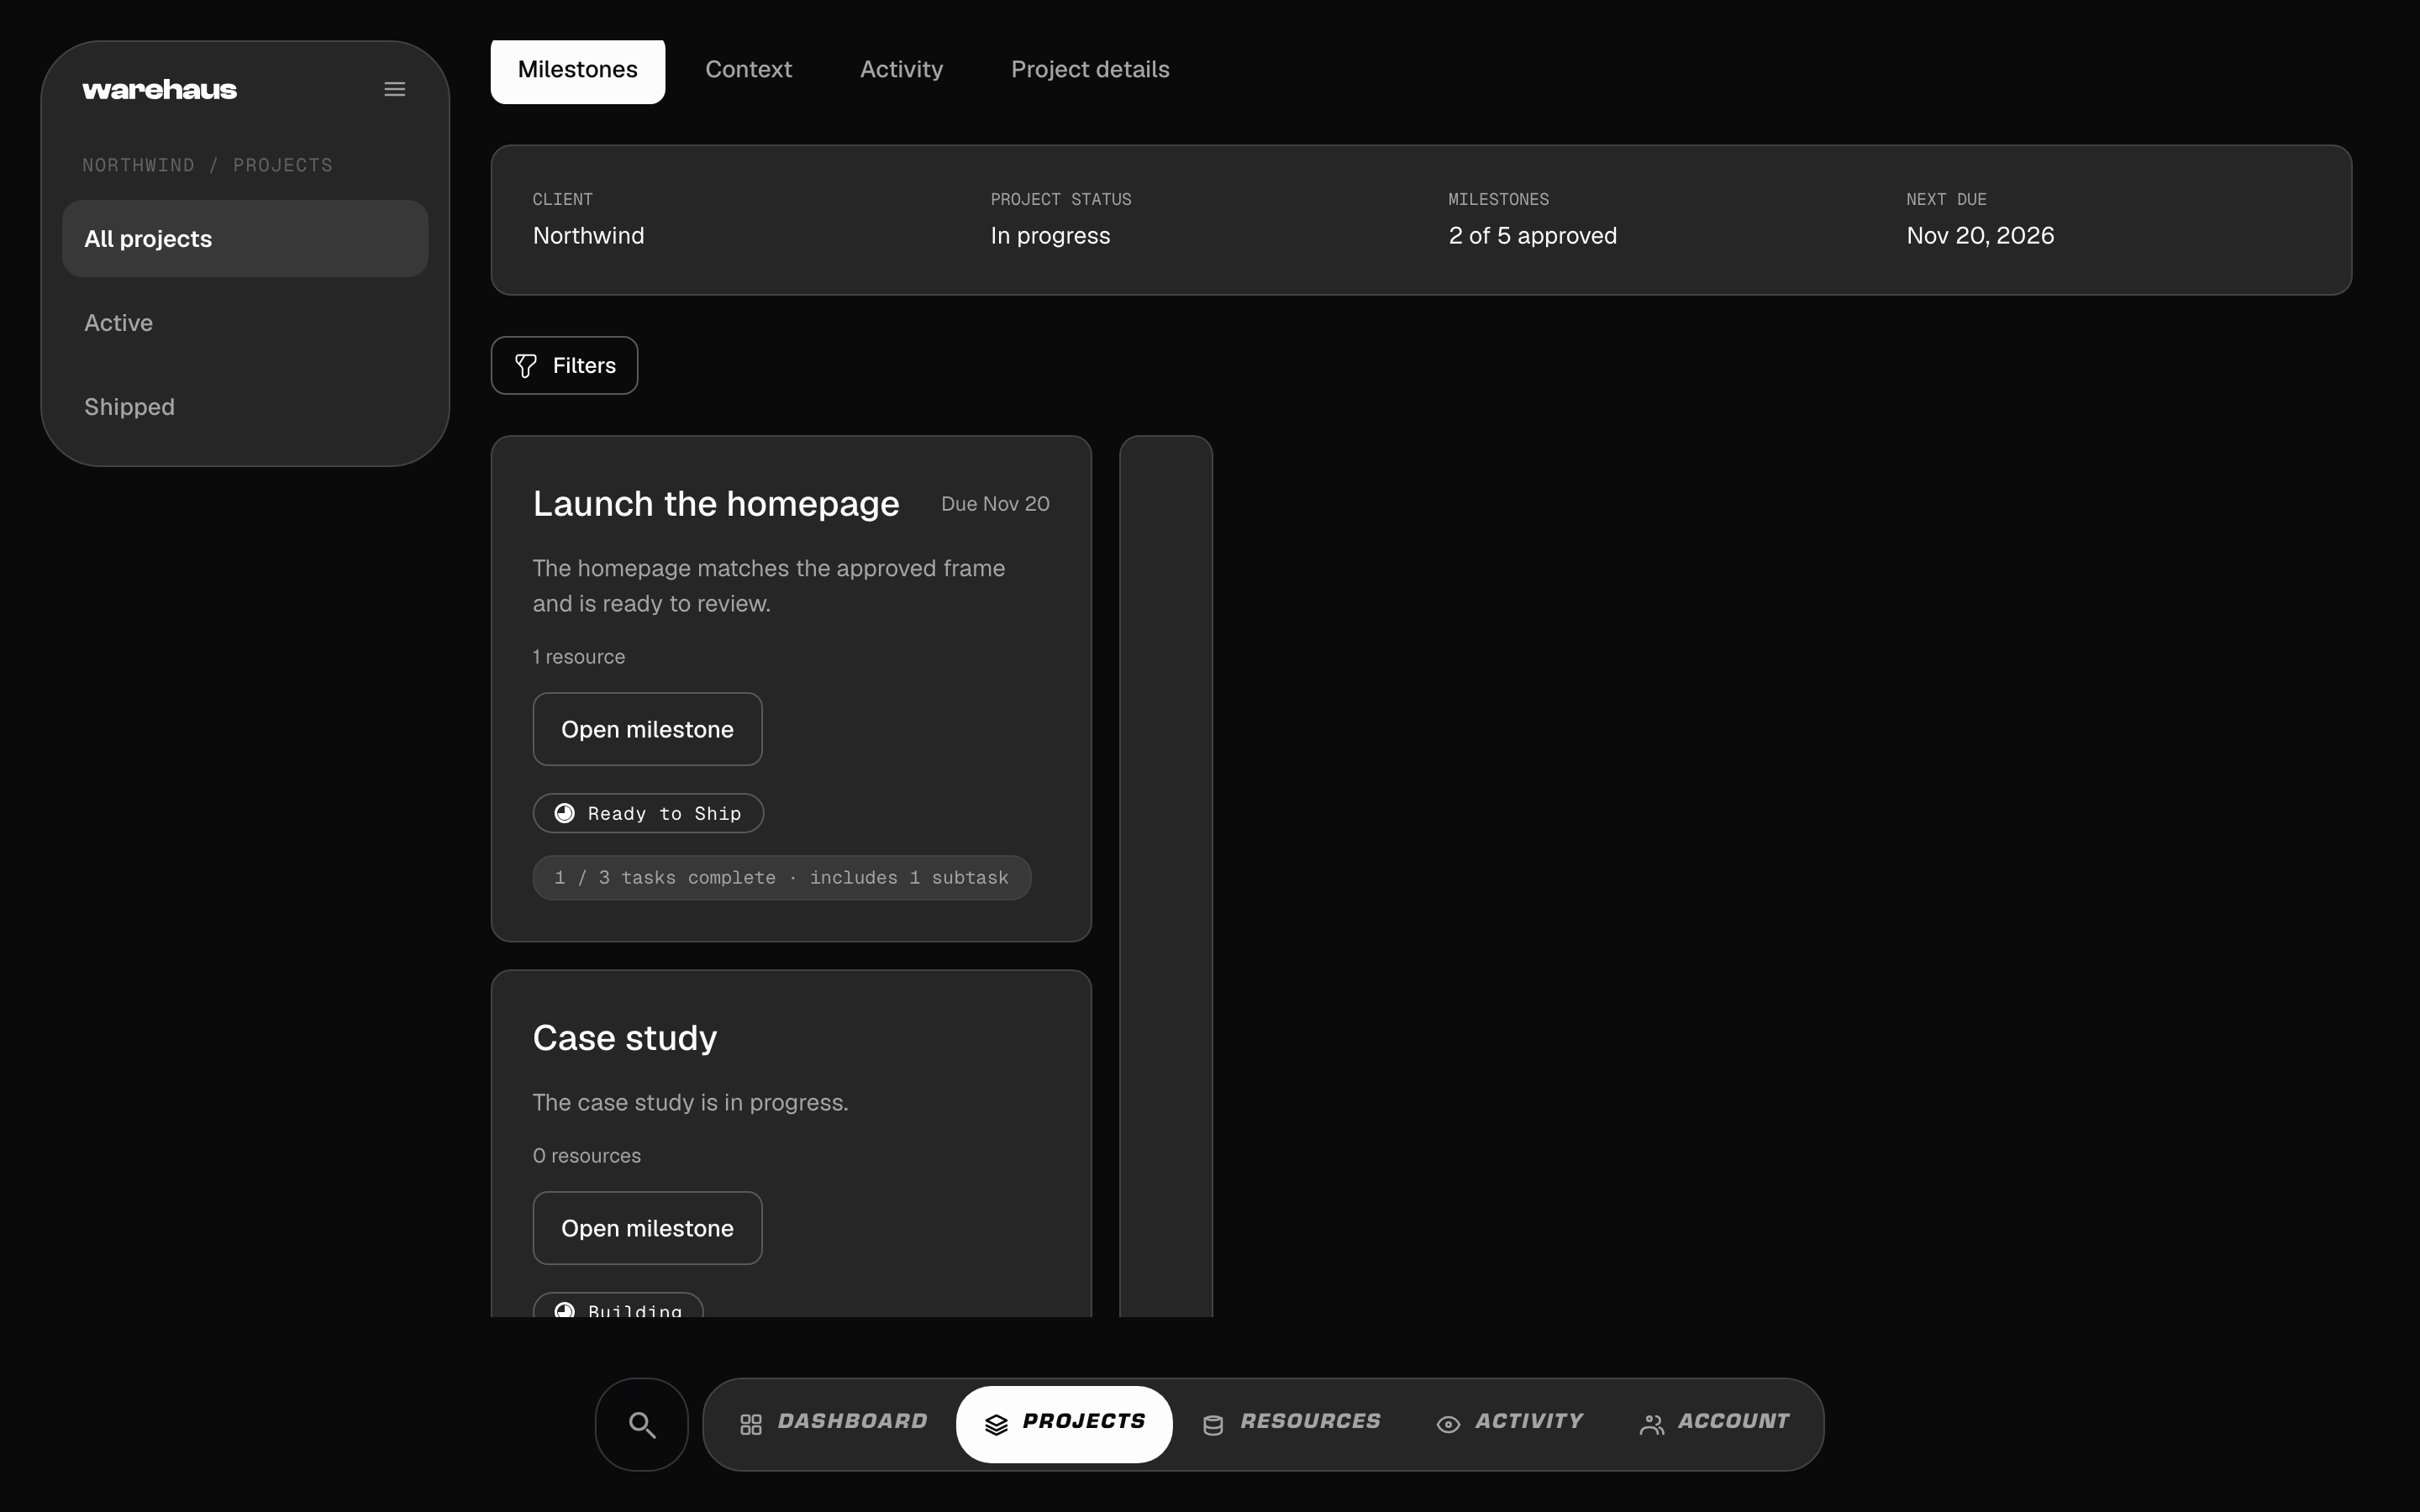 warehaus
NORTHWIND / PROJECTS
All projects
Active
Shipped
Milestones
Context
Activity
Project details
CLIENT
Northwind
PROJECT STATUS
In progress
MILESTONES
2 of 5 approved
NEXT DUE
Nov 20, 2026
Filters
Launch the homepage
Due Nov 20
The homepage matches the approved frame
and is ready to review.
1 resource
Open milestone
Ready to Ship
1 / 3 tasks complete · includes 1 subtask
Case study
The case study is in progress.
0 resources
Open milestone
Building
DASHBOARD
PROJECTS
RESOURCES
ACTIVITY
ACCOUNT